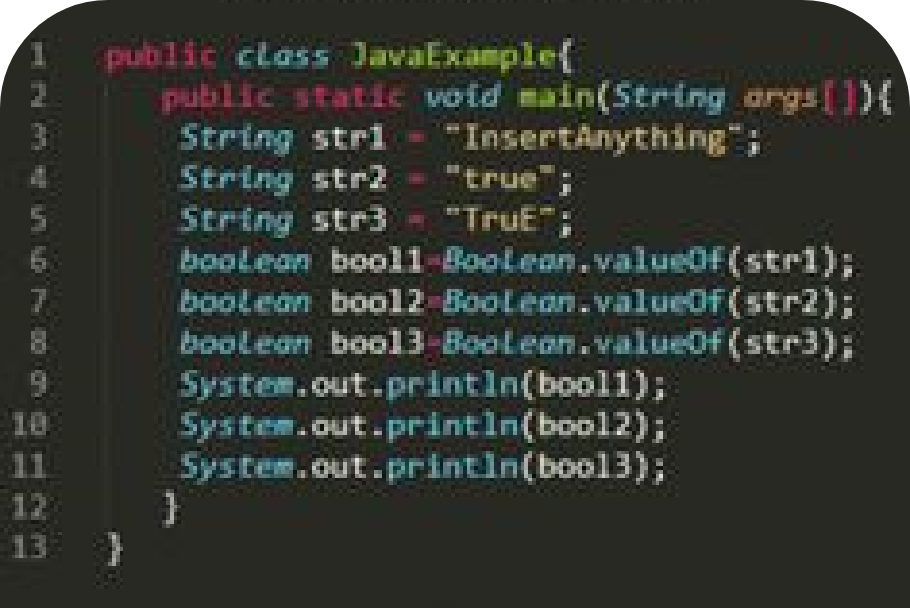 1 public class JavaExample{
2 public static void main(String args[]){
3 String str1 = "InsertAnything";
4 String str2 = "true";
5 String str3 = "TruE";
6 boolean bool1=Boolean.valueOf(str1);
7 boolean bool2=Boolean.valueOf(str2);
8 boolean bool3=Boolean.valueOf(str3);
9 System.out.println(bool1);
10 System.out.println(bool2);
11 System.out.println(bool3);
12 }
13 }